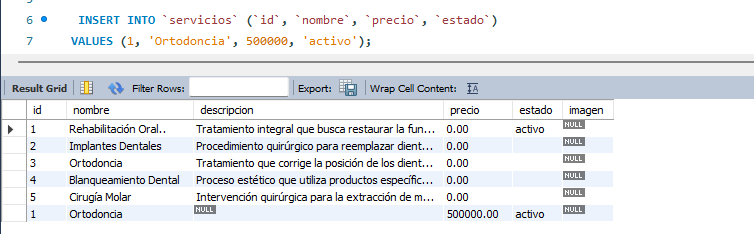 6 INSERT INTO `servicios` (`id`, `nombre`, `precio`, `estado`)
7 VALUES (1, 'Ortodoncia', 500000, 'activo');
Result Grid Filter Rows: Export: Wrap Cell Content: IA
id nombre descripcion precio estado imagen
1 Rehabilitación Oral.. Tratamiento integral que busca restaurar la fun... 0.00 activo NULL
2 Implantes Dentales Procedimiento quirúrgico para reemplazar dient... 0.00 NULL
3 Ortodoncia Tratamiento que corrige la posición de los dient... 0.00 NULL
4 Blanqueamiento Dental Proceso estético que utiliza productos específic... 0.00 NULL
5 Cirugía Molar Intervención quirúrgica para la extracción de m... 0.00 NULL
1 Ortodoncia NULL 500000.00 activo NULL